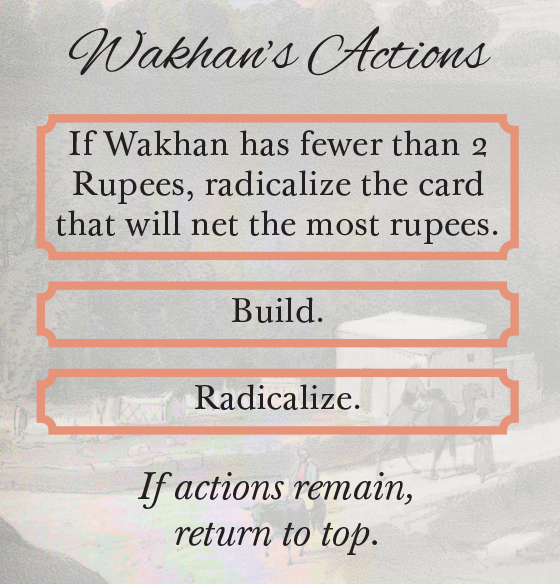 Wakhan's Actions
If Wakhan has fewer than 2
Rupees, radicalize the card
that will net the most rupees.
Build.
Radicalize.
If actions remain,
return to top.